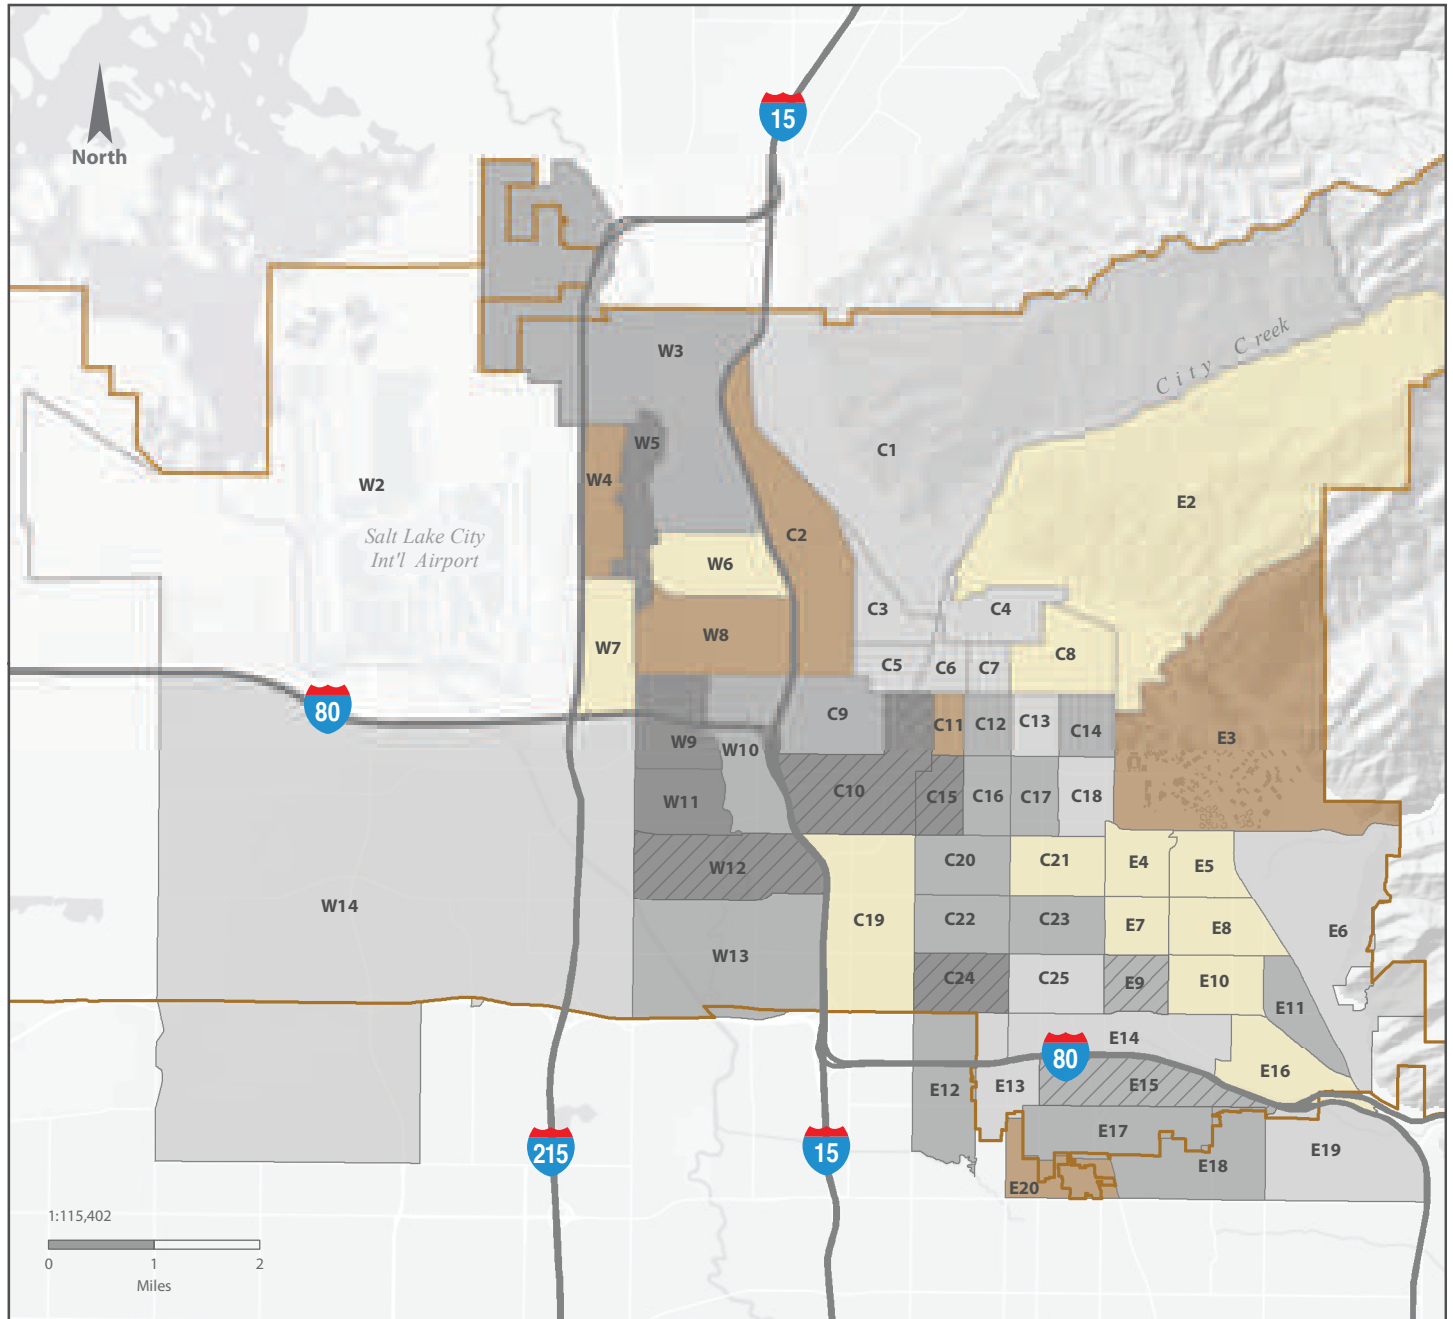 North
15
W3
City Creek
C1
W5
W4
W2
E2
Salt Lake City
Int'l Airport
C2
W6
C3
C4
W8
W7
C8
C5
C6
C7
80
C9
C11
C12
C13
C14
E3
W9
W10
C10
C15
C16
C17
C18
W11
C20
C21
E4
E5
W12
W14
C19
C22
C23
E7
E8
E6
W13
C24
C25
E9
E10
E11
E14
80
E16
E12
E13
E15
E17
215
15
E18
E19
E20
1:115,402
0 1 2
Miles